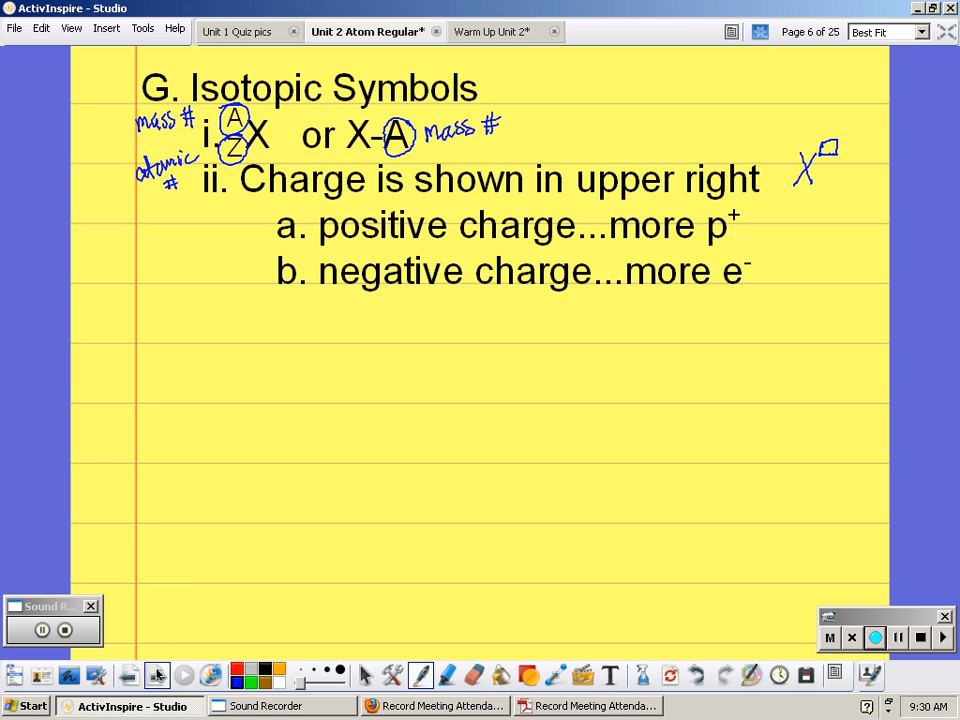 ActivInspire - Studio
File Edit View Insert Tools Help
Unit 1 Quiz pics
Unit 2 Atom Regular*
Warm Up Unit 2*
Page 6 of 25
Best Fit
G. Isotopic Symbols
mass #
i. A X or X-A mass #
Z
atomic #
X
ii. Charge is shown in upper right
a. positive charge...more p+
b. negative charge...more e-
Sound R...
M
T
Start
ActivInspire - Studio
Sound Recorder
Record Meeting Attenda...
Record Meeting Attenda...
9:30 AM